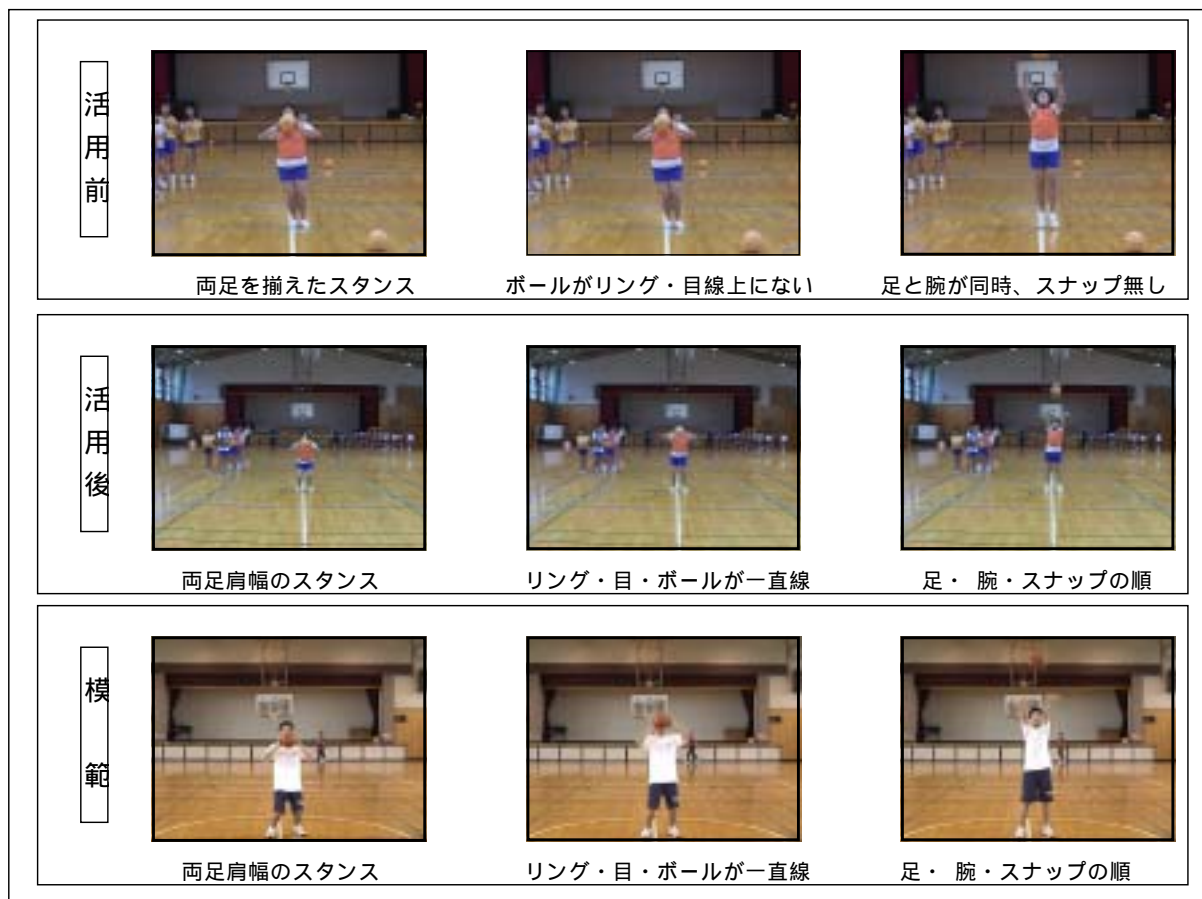 活用前
両足を揃えたスタンス
ボールがリング・目線上にない
足と腕が同時、スナップ無し
活用後
両足肩幅のスタンス
リング・目・ボールが一直線
足・ 腕・スナップの順
模 範
両足肩幅のスタンス
リング・目・ボールが一直線
足・ 腕・スナップの順